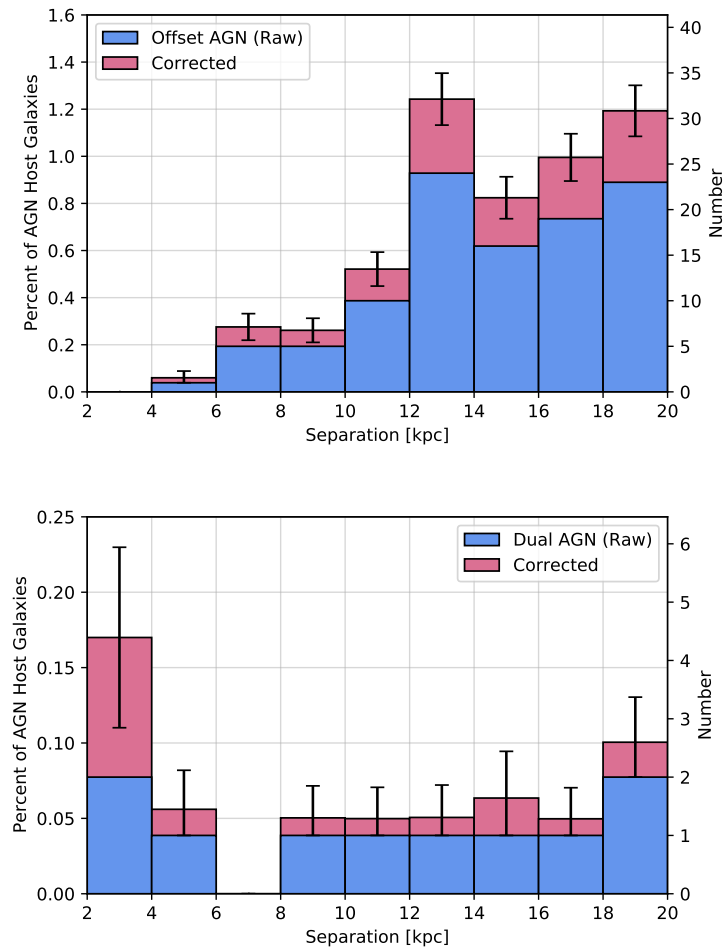 1.6
1.4
1.2
1.0
0.8
0.6
0.4
0.2
0.0
Percent of AGN Host Galaxies
Offset AGN (Raw)
Corrected
40
35
30
25
20
15
10
5
0
Number
2 4 6 8 10 12 14 16 18 20
Separation [kpc]
0.25
0.20
0.15
0.10
0.05
0.00
Percent of AGN Host Galaxies
Dual AGN (Raw)
Corrected
6
5
4
3
2
1
0
Number
2 4 6 8 10 12 14 16 18 20
Separation [kpc]